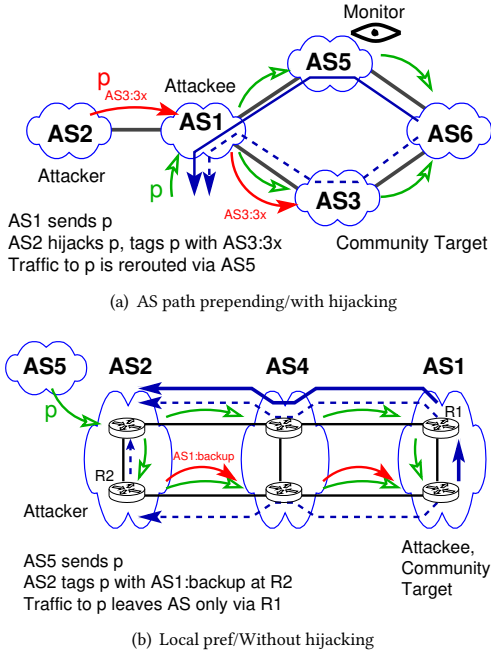 Monitor
AS5
p
AS3:3x
Attackee
AS2
AS1
AS6
Attacker
p
AS3:3x
AS3
AS1 sends p
AS2 hijacks p, tags p with AS3:3x
Community Target
Traffic to p is rerouted via AS5
(a) AS path prepending/with hijacking
AS5
AS2
AS4
AS1
p
R1
AS1:backup
R2
Attacker
Attackee,
Community
Target
AS5 sends p
AS2 tags p with AS1:backup at R2
Traffic to p leaves AS only via R1
(b) Local pref/Without hijacking